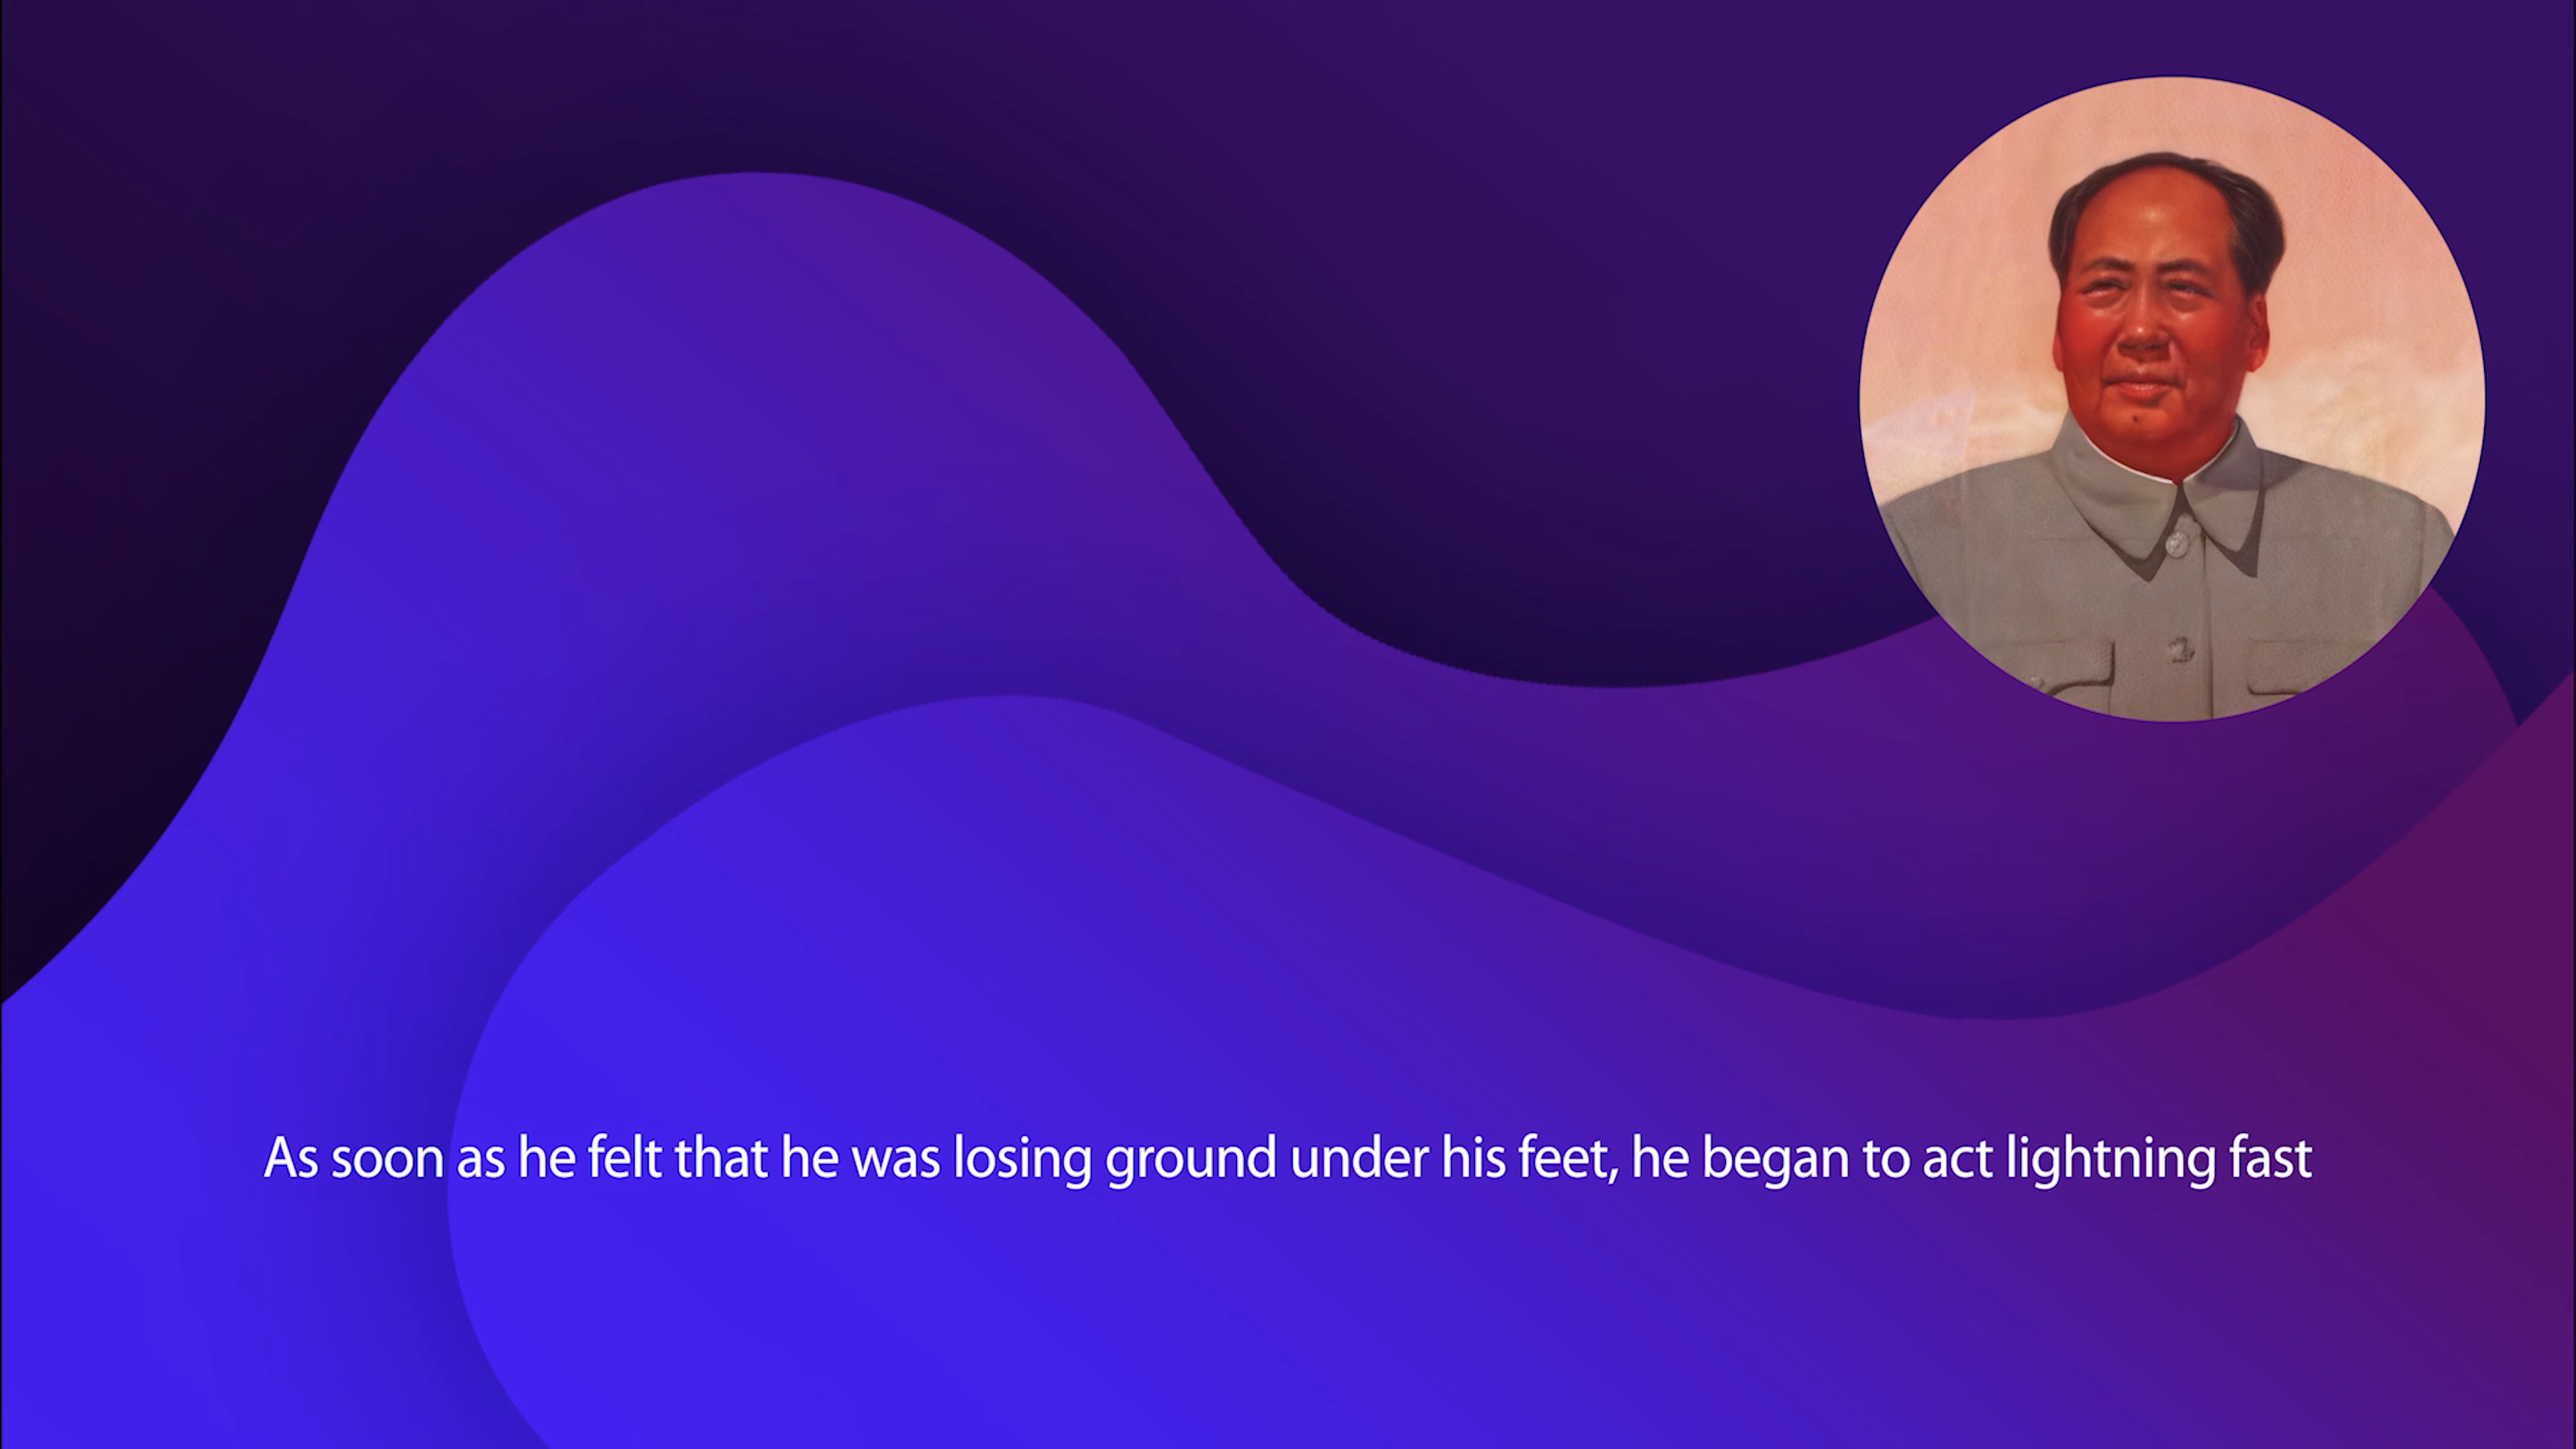 As soon as he felt that he was losing ground under his feet, he began to act lightning fast